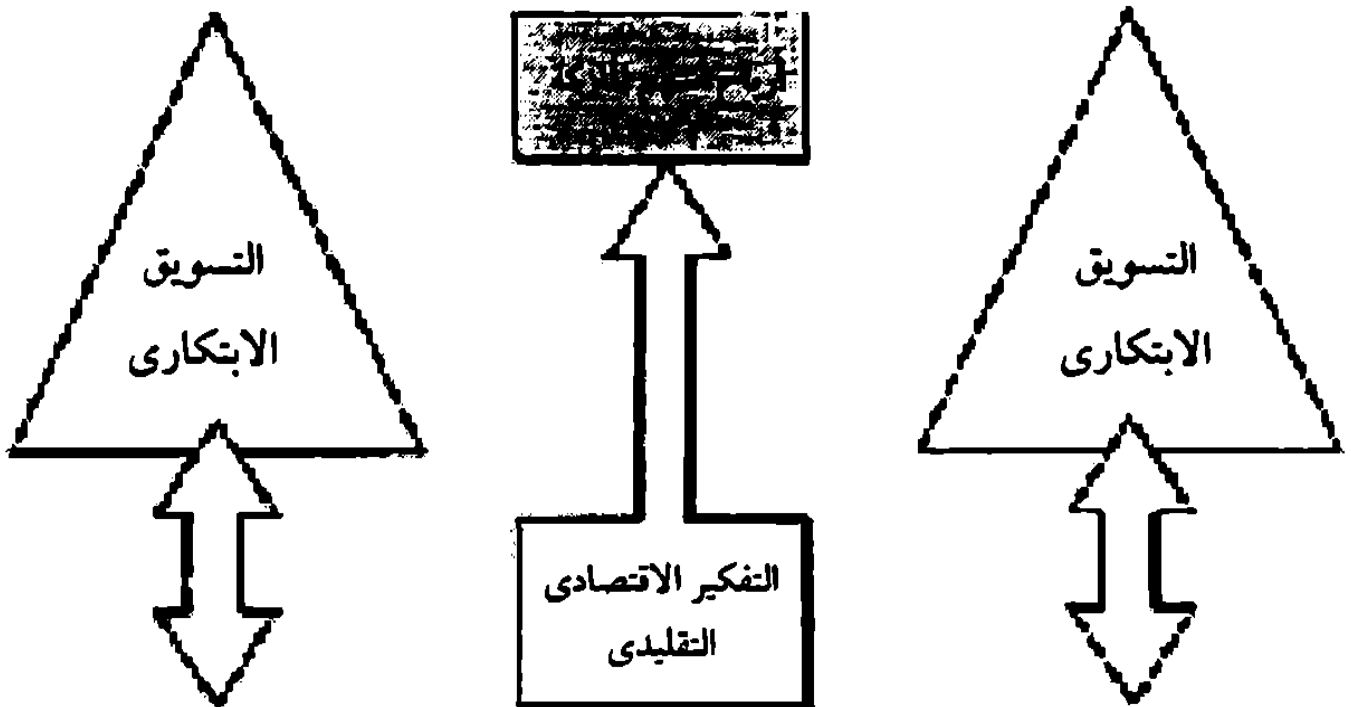 التسويق
الابتكارى
التسويق
الابتكارى
التفكير الاقتصادى
التقليدى